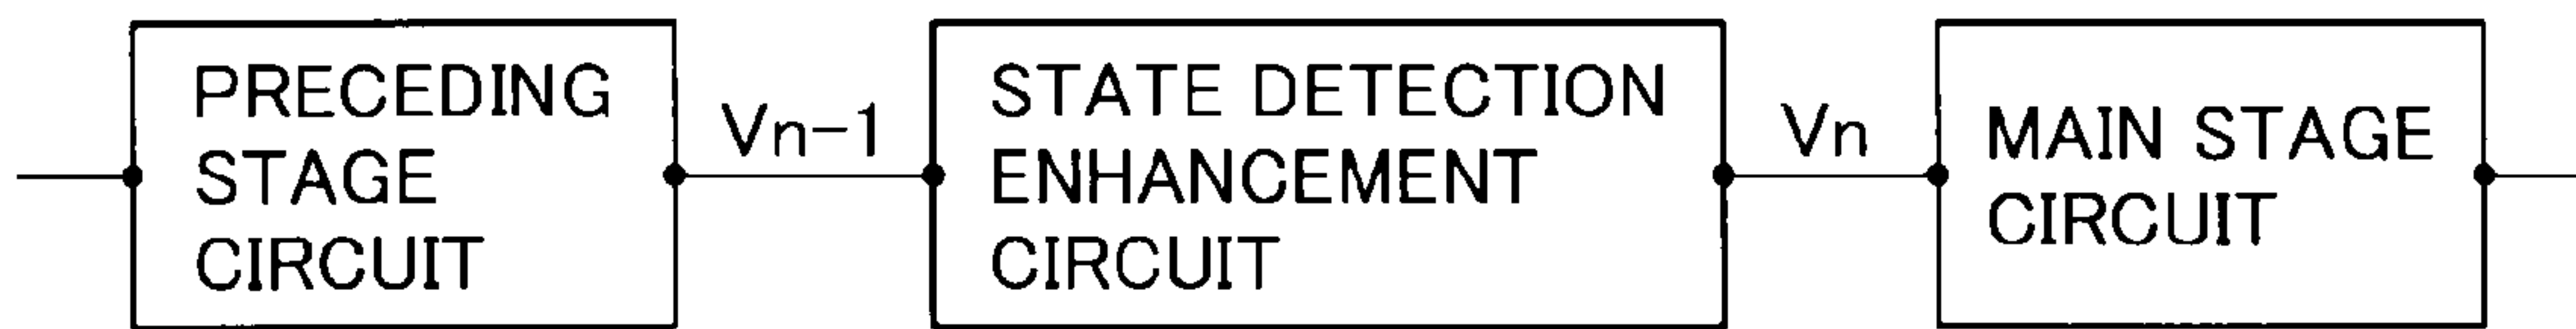 PRECEDING
STAGE
CIRCUIT
Vn-1
STATE DETECTION
ENHANCEMENT
CIRCUIT
Vn
MAIN STAGE
CIRCUIT